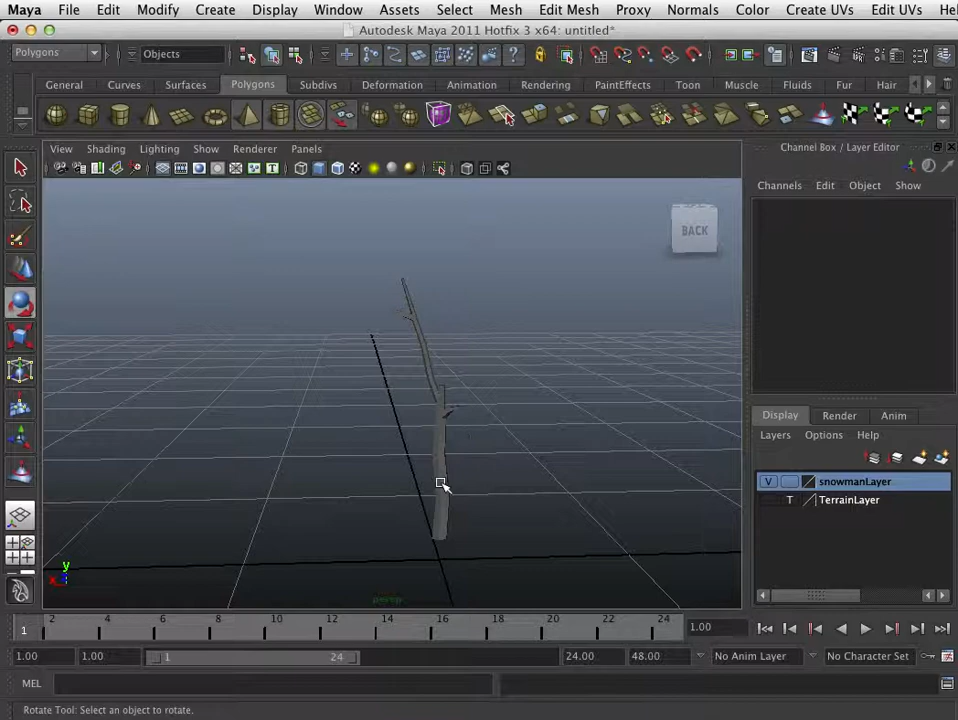 Maya File Edit Modify Create Display Window Assets Select Mesh Edit Mesh Proxy Normals Color Create UVs Edit UVs He
Autodesk Maya 2011 Hotfix 3 x64: untitled*
Polygons Objects
General Curves Surfaces Polygons Subdivs Deformation Animation Rendering PaintEffects Toon Muscle Fluids Fur Hair
View Shading Lighting Show Renderer Panels
Channel Box / Layer Editor
Channels Edit Object Show
BACK
Display Render Anim
Layers Options Help
V snowmanLayer
T TerrainLayer
y
x z
persp
1 2 4 6 8 10 12 14 16 18 20 22 24 1.00
1.00 1.00 1 24 24.00 48.00 No Anim Layer No Character Set
MEL
Rotate Tool: Select an object to rotate.